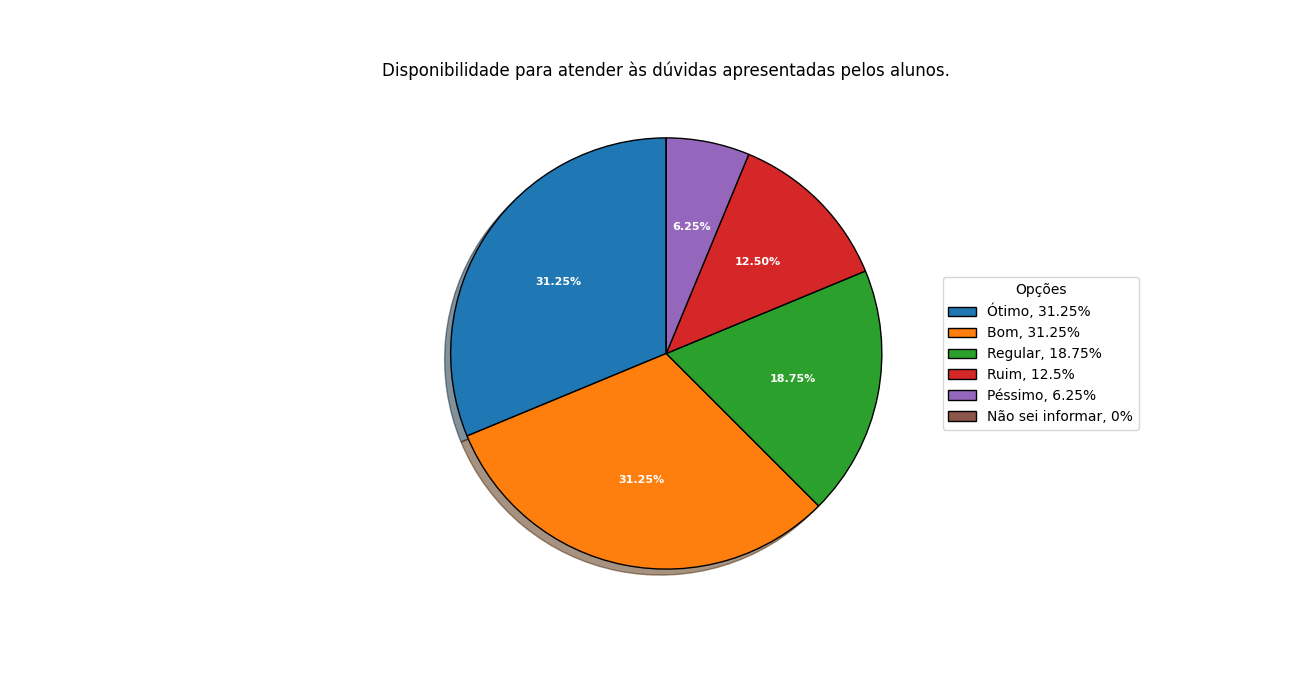 Disponibilidade para atender às dúvidas apresentadas pelos alunos.
6.25%
12.50%
31.25%
18.75%
31.25%
Opções
Ótimo, 31.25%
Bom, 31.25%
Regular, 18.75%
Ruim, 12.5%
Péssimo, 6.25%
Não sei informar, 0%